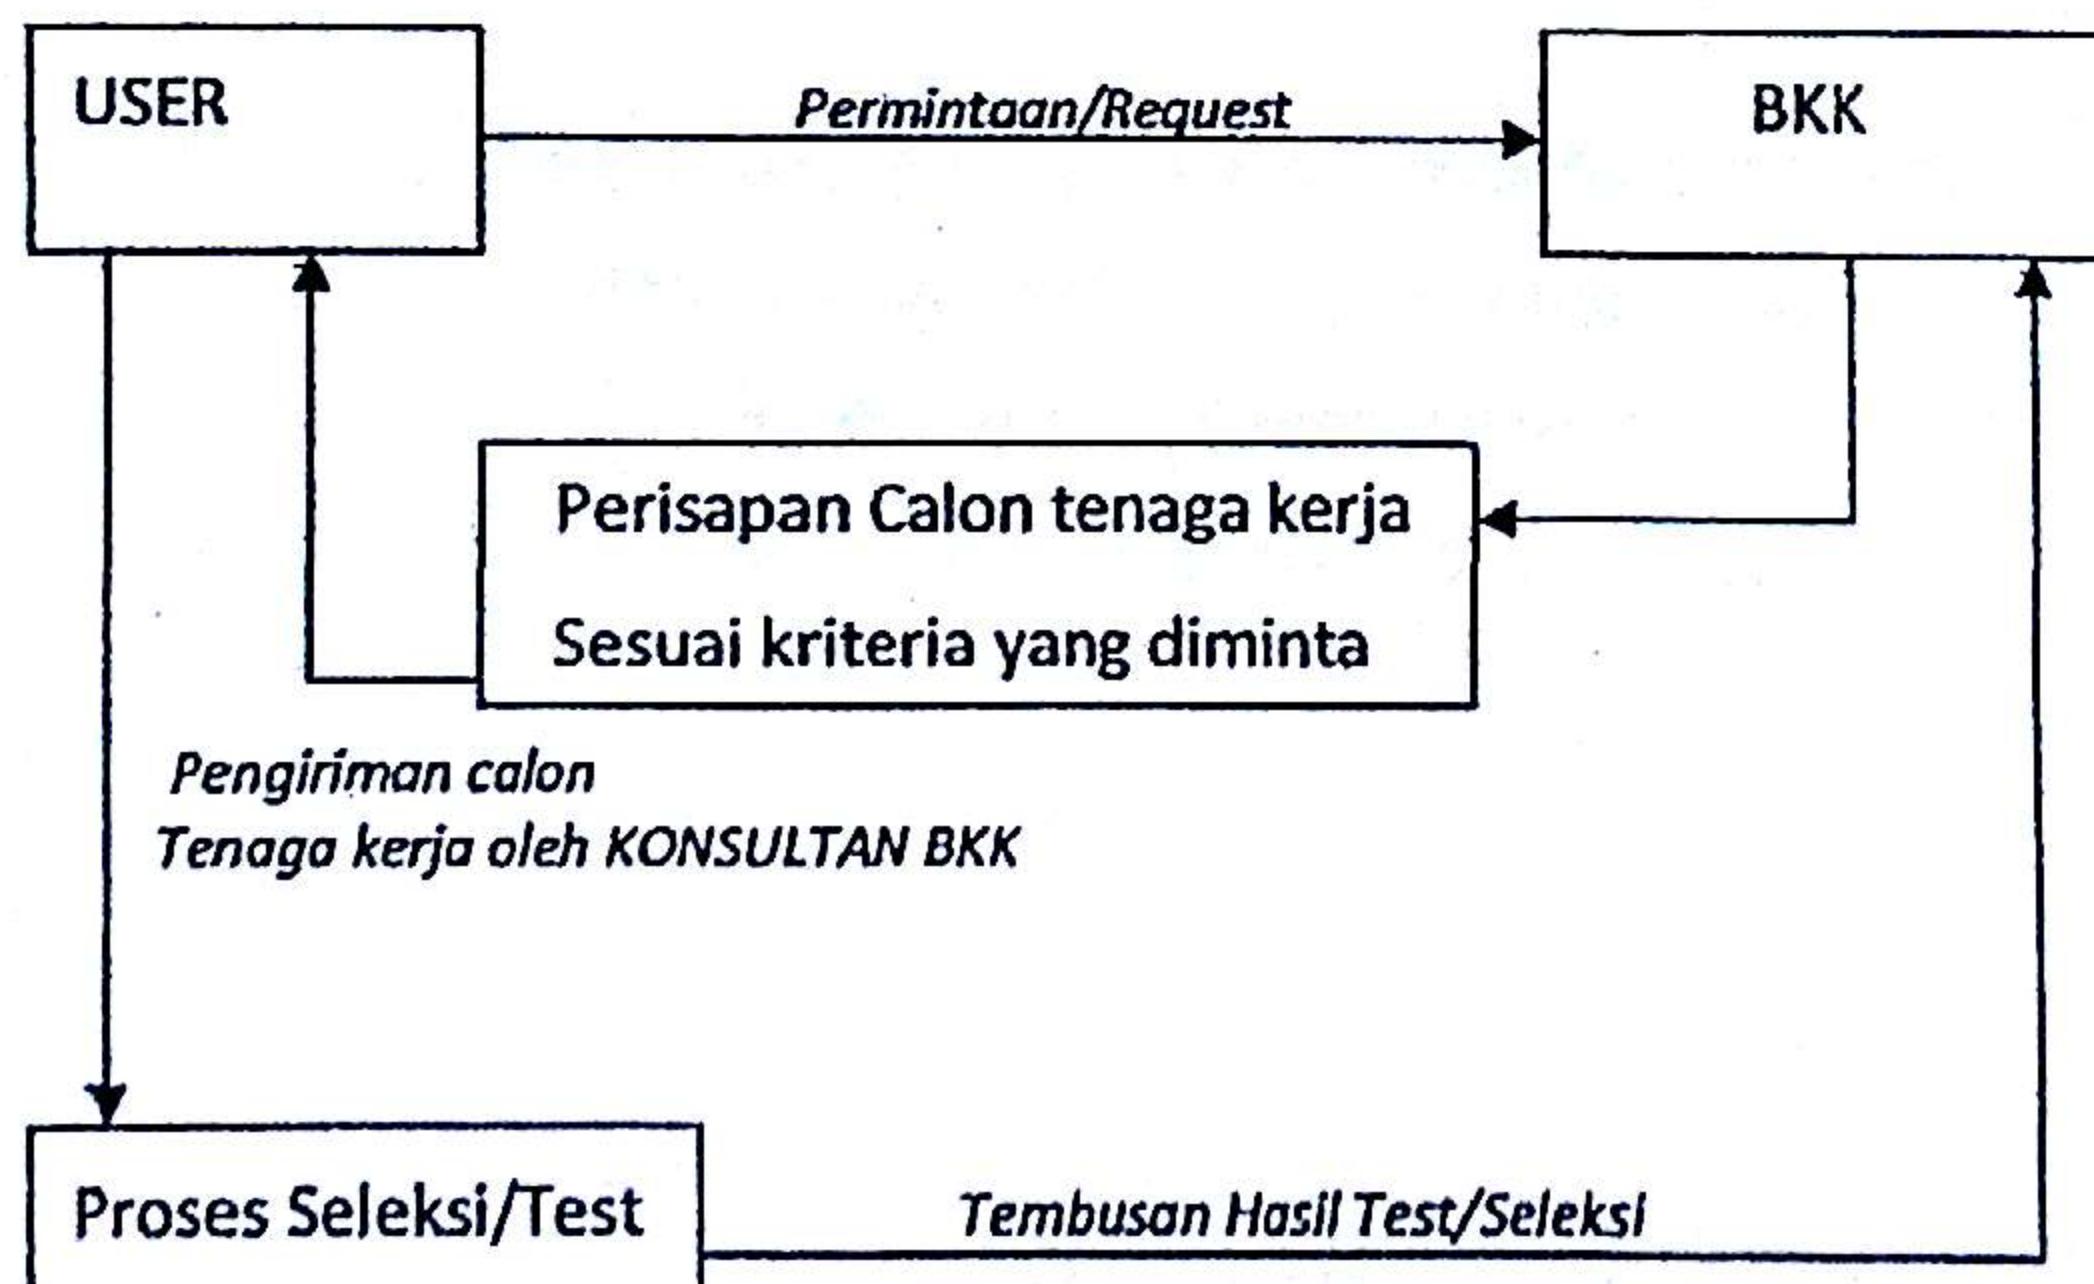 USER
Permintaan/Request
BKK
Perisapan Calon tenaga kerja
Sesuai kriteria yang diminta
Pengiriman calon
Tenaga kerja oleh KONSULTAN BKK
Proses Seleksi/Test
Tembusan Hasil Test/Seleksi